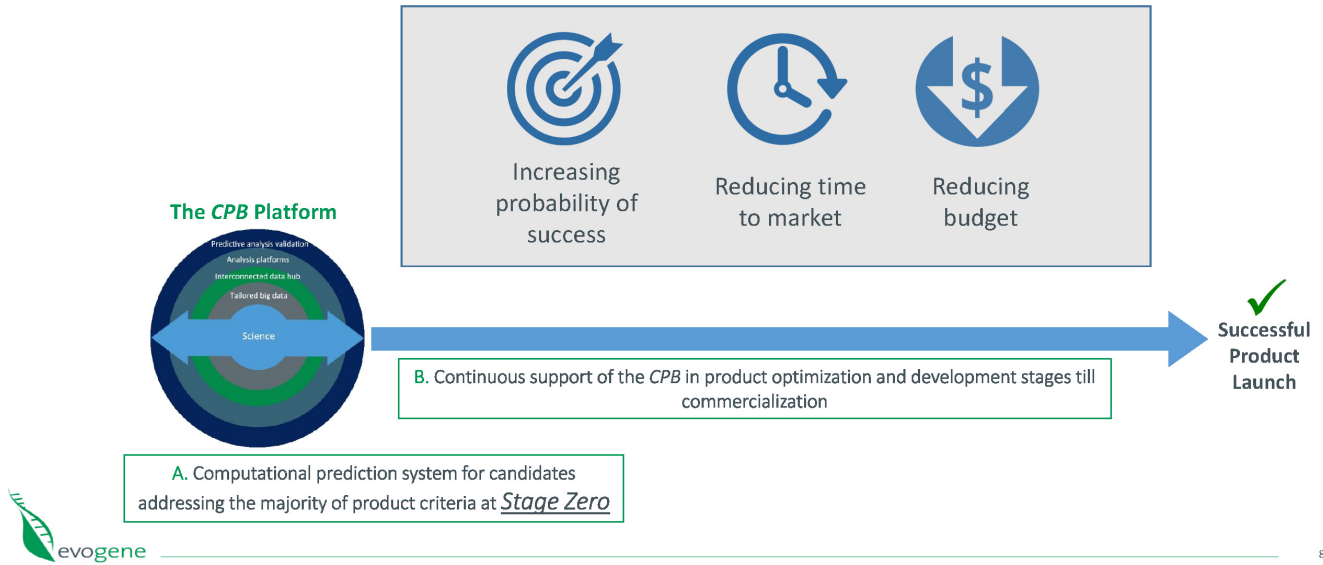 Increasing
probability of
success
Reducing time
to market
Reducing
budget
The CPB Platform
Predictive analysis validation
Analysis platforms
Interconnected data hub
Tailored big data
Science
$
Successful
Product
Launch
B. Continuous support of the CPB in product optimization and development stages till
commercialization
A. Computational prediction system for candidates
addressing the majority of product criteria at Stage Zero
evogene
8